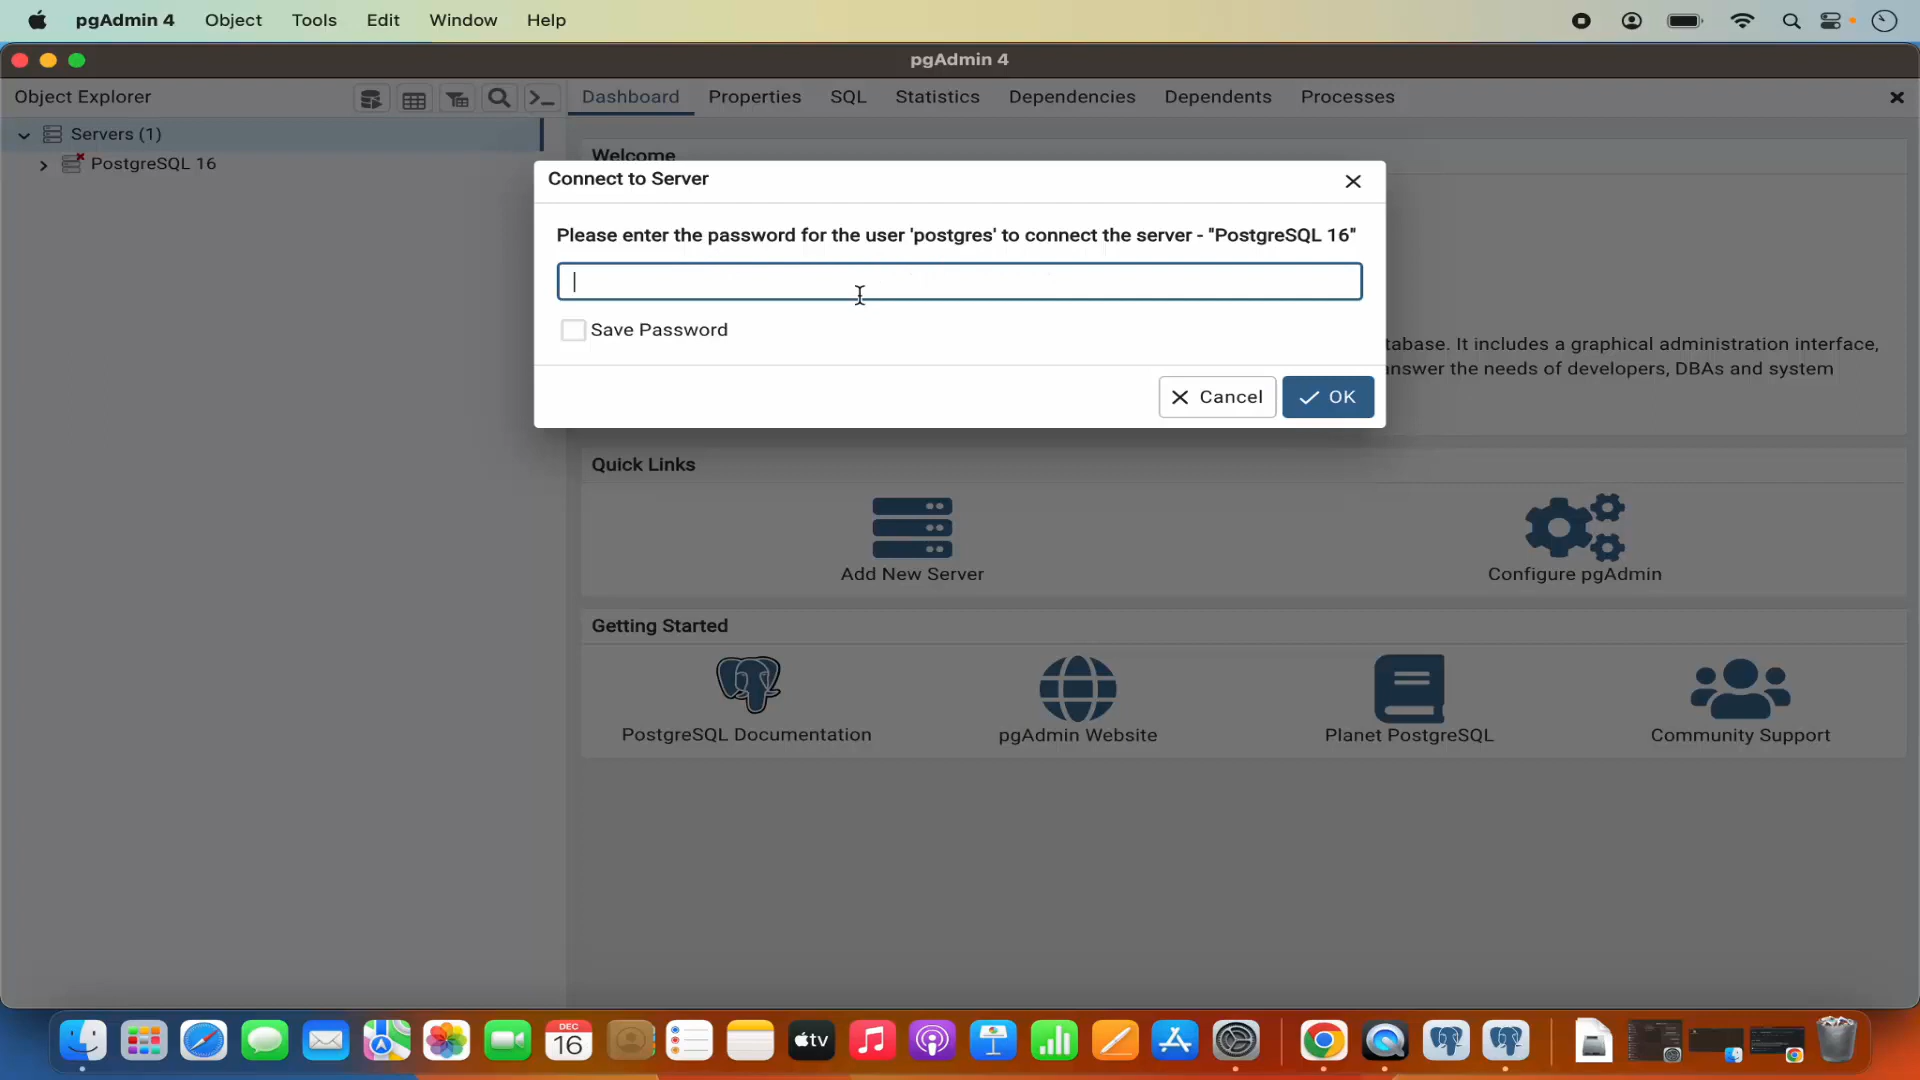 pgAdmin 4 Object Tools Edit Window Help
pgAdmin 4
Object Explorer
Dashboard Properties SQL Statistics Dependencies Dependents Processes
Servers (1)
PostgreSQL 16
Welcome
Connect to Server
Please enter the password for the user 'postgres' to connect the server - "PostgreSQL 16"
Save Password
Cancel OK
tabase. It includes a graphical administration interface,
answer the needs of developers, DBAs and system
Quick Links
Add New Server Configure pgAdmin
Getting Started
PostgreSQL Documentation pgAdmin Website Planet PostgreSQL Community Support
DEC
16
tv